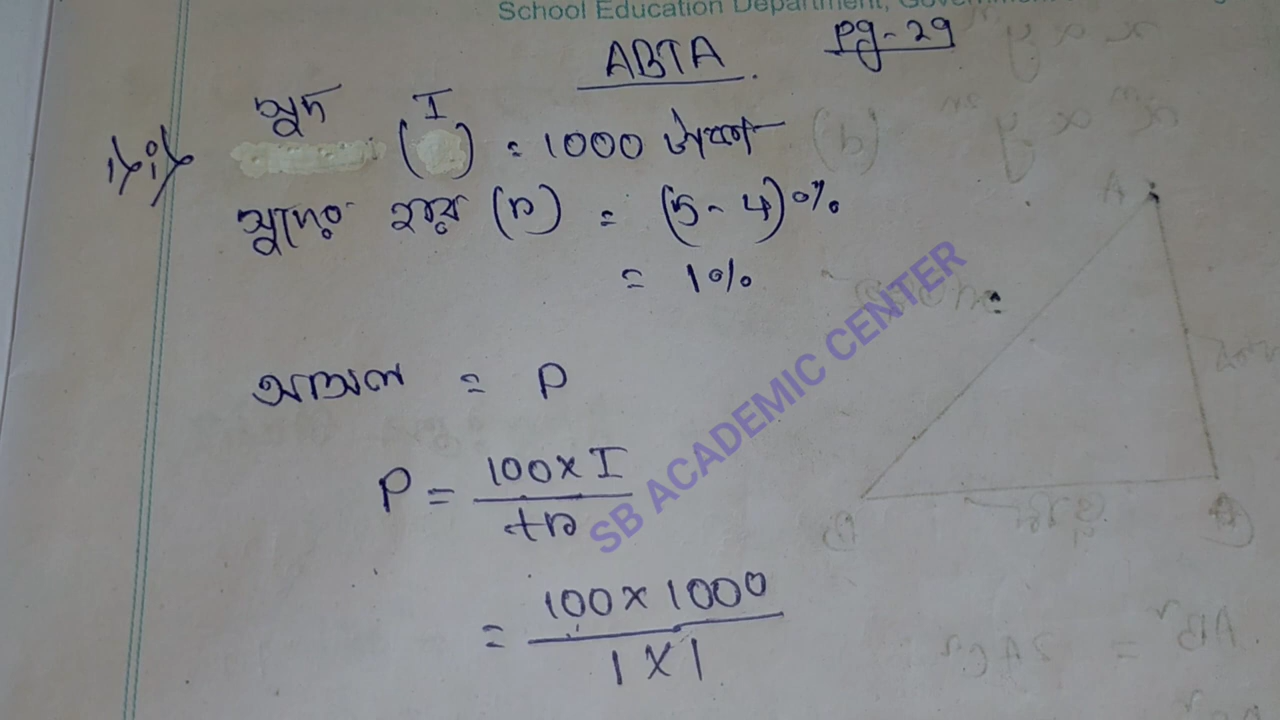 School Education Department, Govern
ABTA. pg-29
সুদ (I) = 1000 টাকা
সুদের হার (r) = (5-4)%
= 1%
আসল = P
P = 100×I / tr
= 100×1000 / 1×1
SB ACADEMIC CENTER